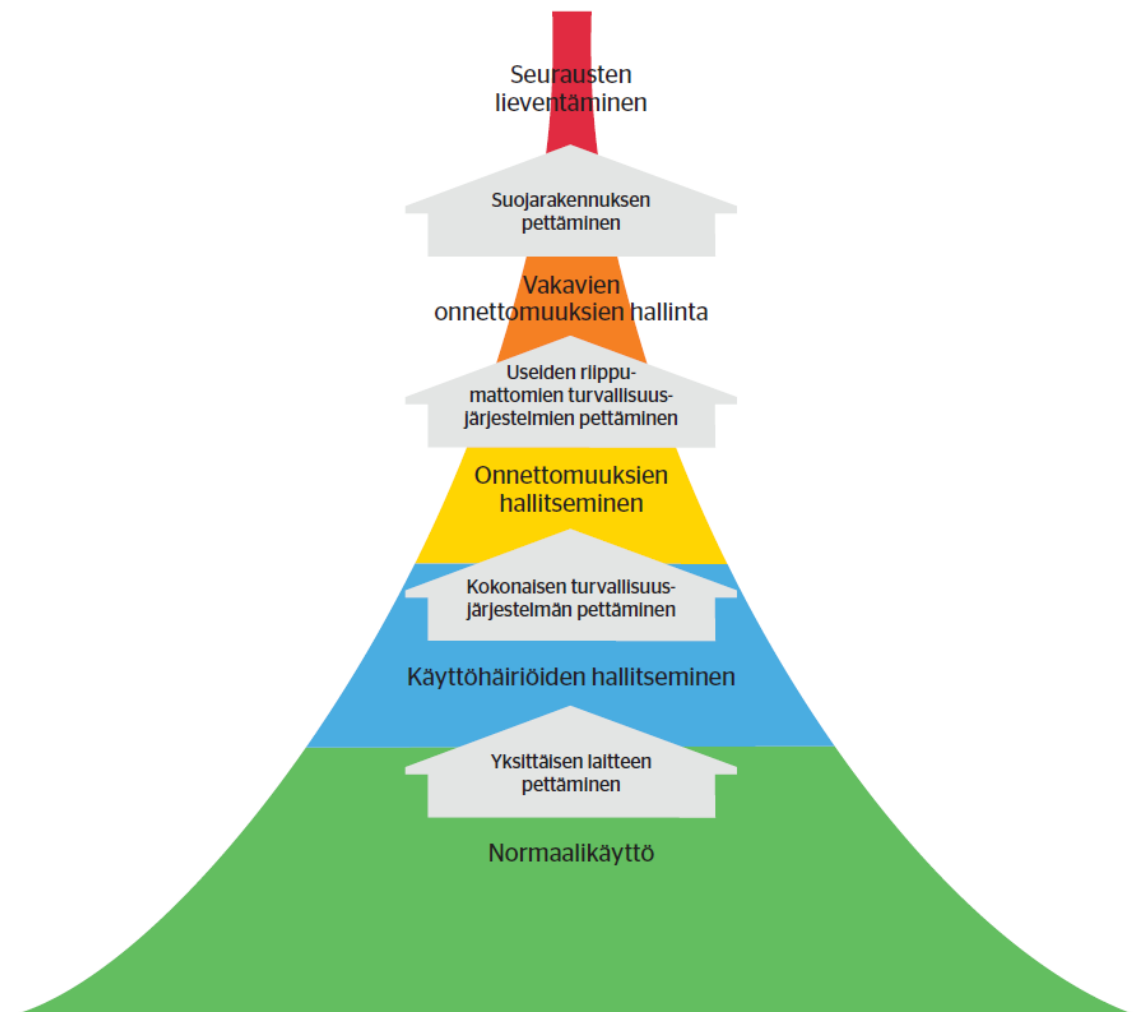 Seurausten
lieventäminen
Suojarakennuksen
pettäminen
Vakavien
onnettomuuksien hallinta
Useiden riippu-
mattomien turvallisuus-
järjestelmien pettäminen
Onnettomuuksien
hallitseminen
Kokonaisen turvallisuus-
järjestelmän pettäminen
Käyttöhäiriöiden hallitseminen
Yksittäisen laitteen
pettäminen
Normaalikäyttö